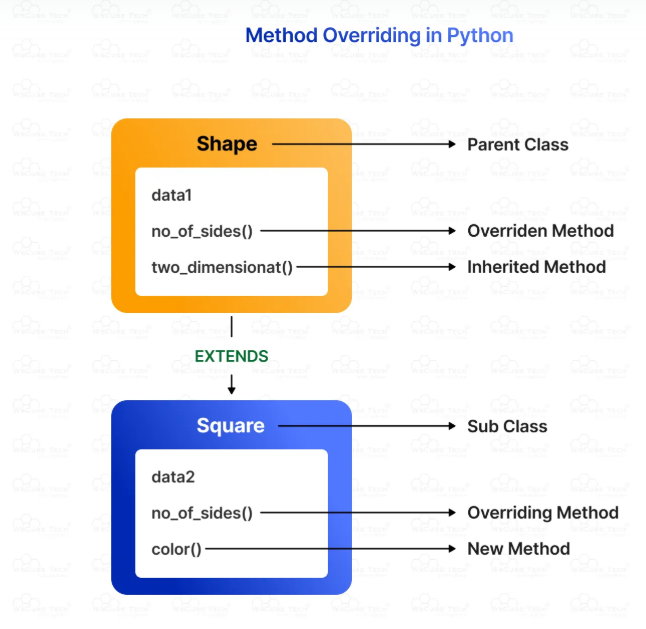 Method Overriding in Python
Shape
Parent Class
data1
no_of_sides()
Overriden Method
two_dimensionat()
Inherited Method
EXTENDS
Square
Sub Class
data2
no_of_sides()
Overriding Method
color()
New Method